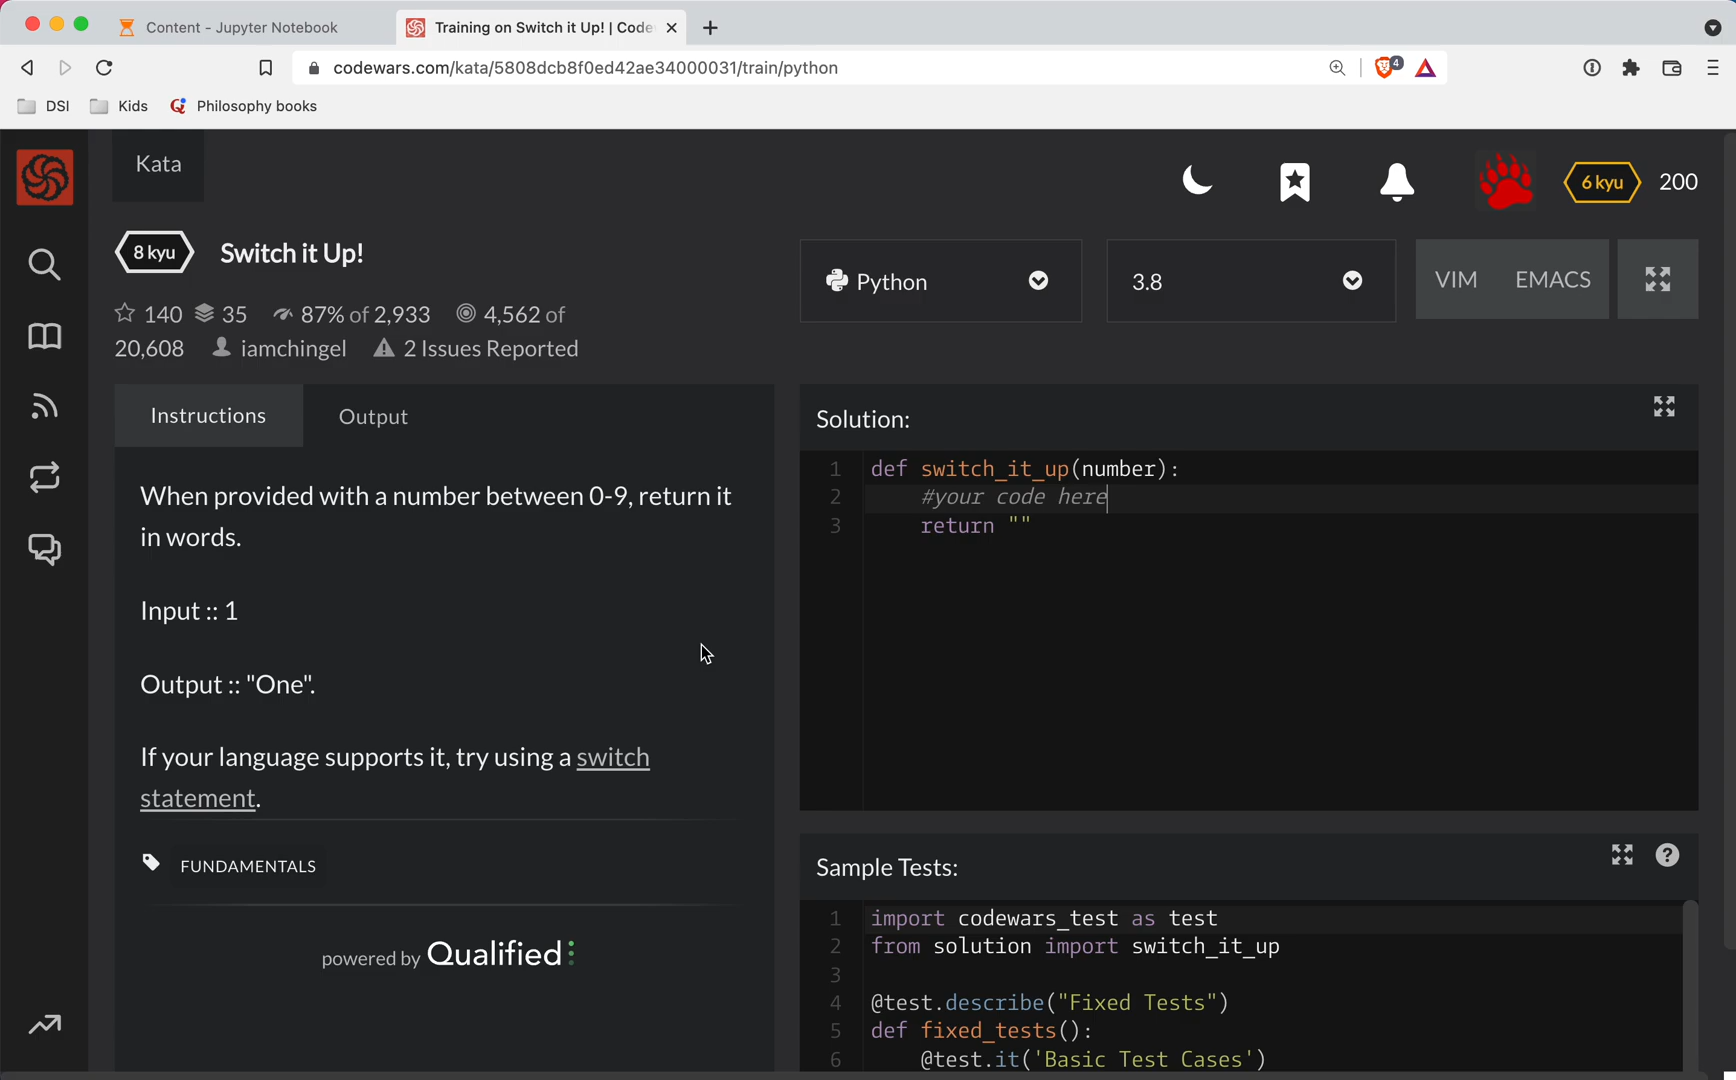 Content - Jupyter Notebook
Training on Switch it Up! | Code
codewars.com/kata/5808dcb8f0ed42ae34000031/train/python
4
DSI
Kids
Philosophy books
Kata
6 kyu
200
8 kyu
Switch it Up!
Python
3.8
VIM
EMACS
140
35
87% of 2,933
4,562 of
20,608
iamchingel
2 Issues Reported
Instructions
Output
When provided with a number between 0-9, return it
in words.
Input :: 1
Output :: "One".
If your language supports it, try using a switch
statement.
FUNDAMENTALS
powered by Qualified
Solution:
1 def switch_it_up(number):
2 #your code here
3 return ""
Sample Tests:
?
1 import codewars_test as test
2 from solution import switch_it_up
3
4 @test.describe("Fixed Tests")
5 def fixed_tests():
6 @test.it('Basic Test Cases')